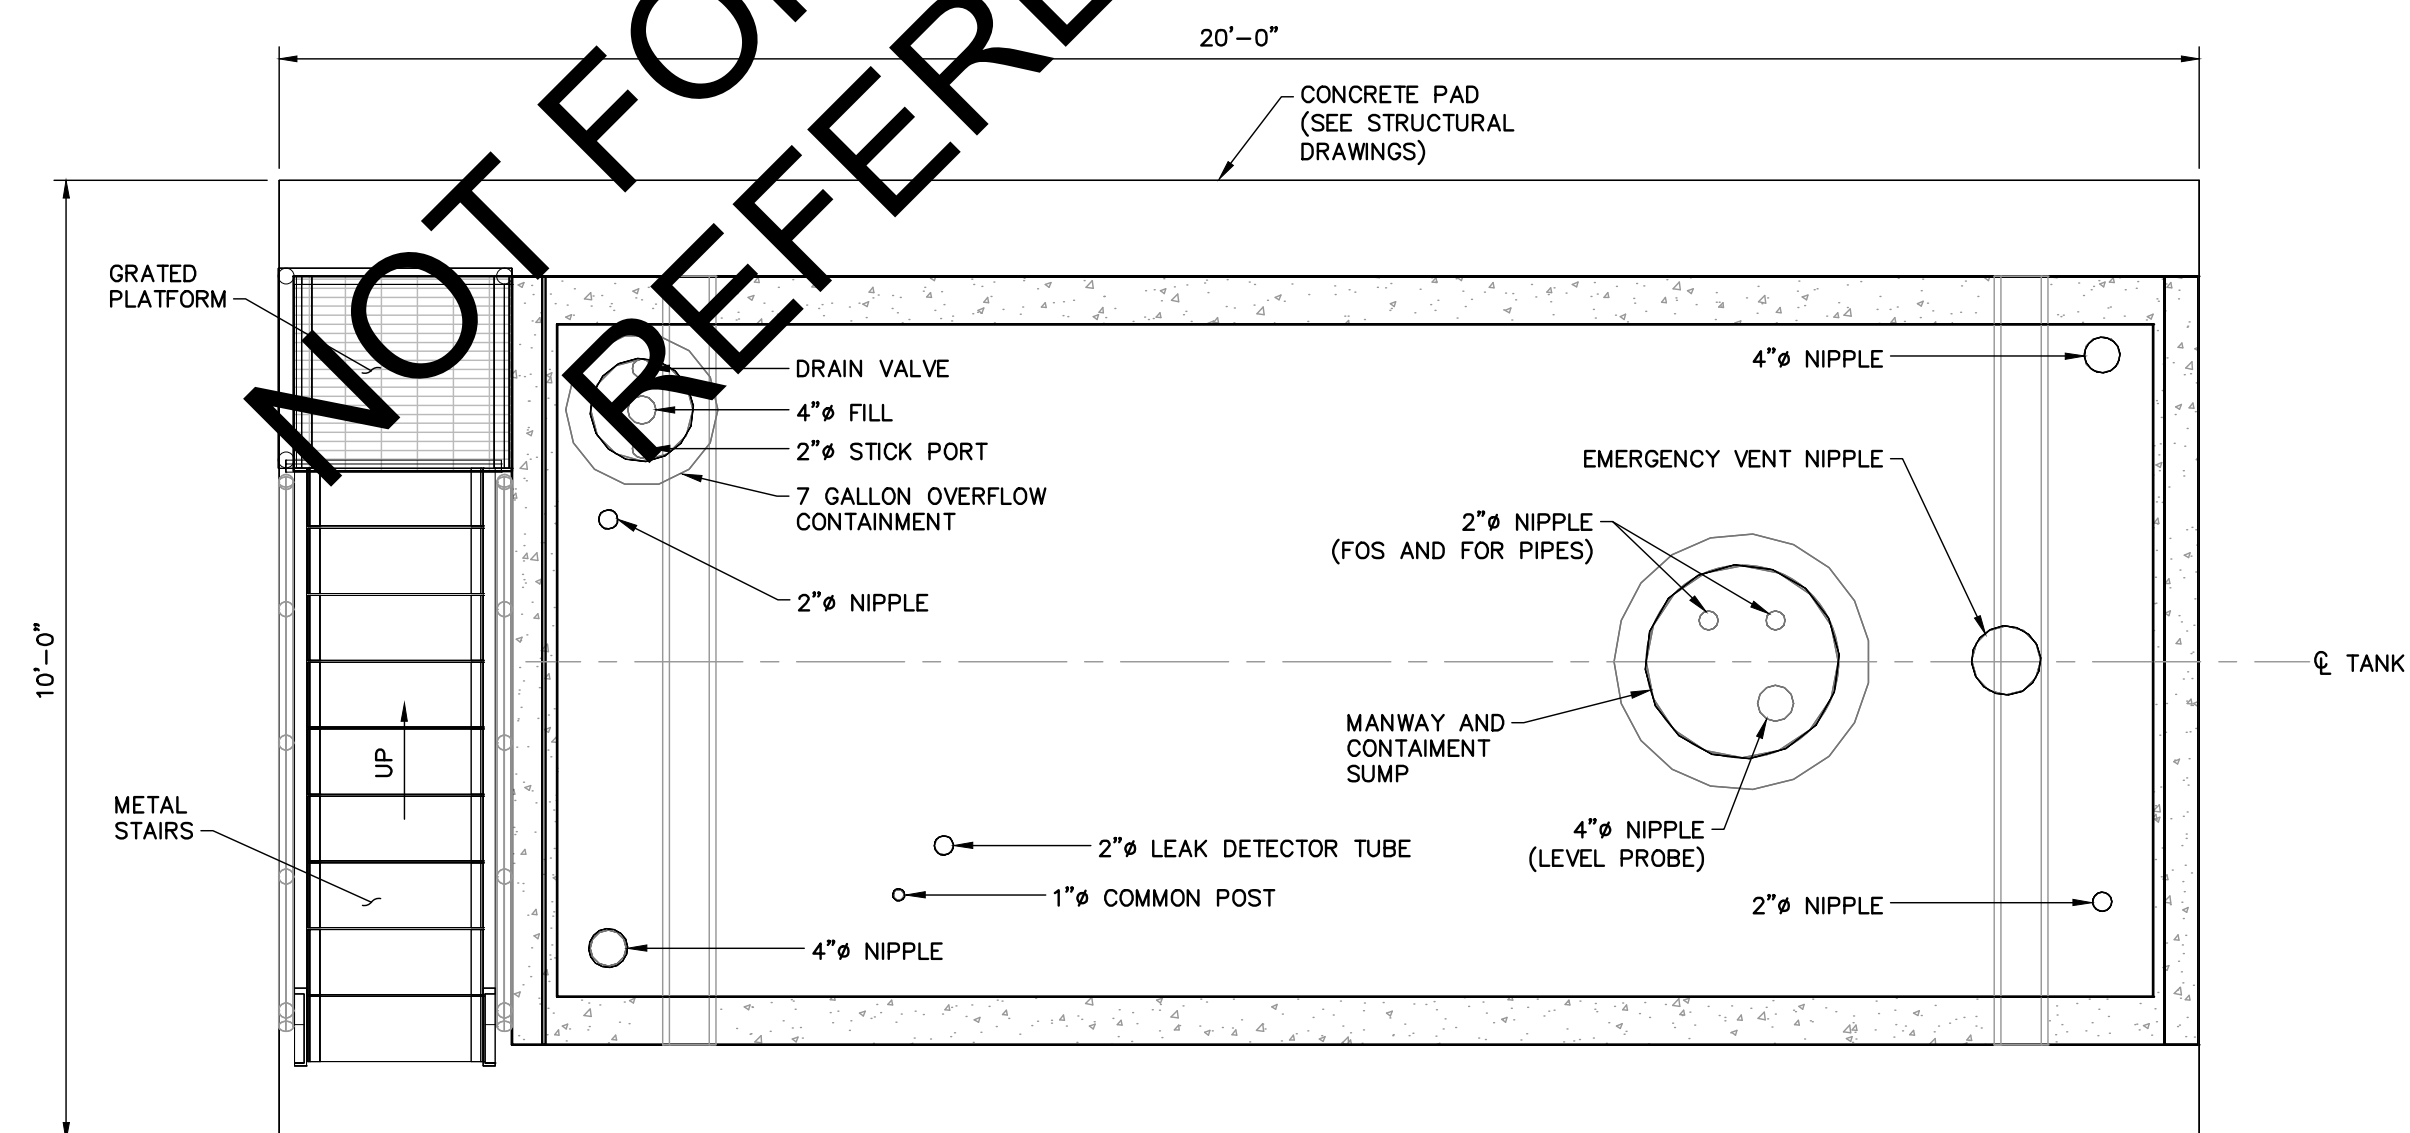 20'-0"
CONCRETE PAD
(SEE STRUCTURAL
DRAWINGS)
NOT FO
REFERE
GRATED
PLATFORM
DRAIN VALVE
4"ø FILL
2"ø STICK PORT
7 GALLON OVERFLOW
CONTAINMENT
2"ø NIPPLE
4"ø NIPPLE
EMERGENCY VENT NIPPLE
2"ø NIPPLE
(FOS AND FOR PIPES)
10'-0"
UP
℄ TANK
MANWAY AND
CONTAIMENT
SUMP
METAL
STAIRS
2"ø LEAK DETECTOR TUBE
1"ø COMMON POST
4"ø NIPPLE
4"ø NIPPLE
(LEVEL PROBE)
2"ø NIPPLE